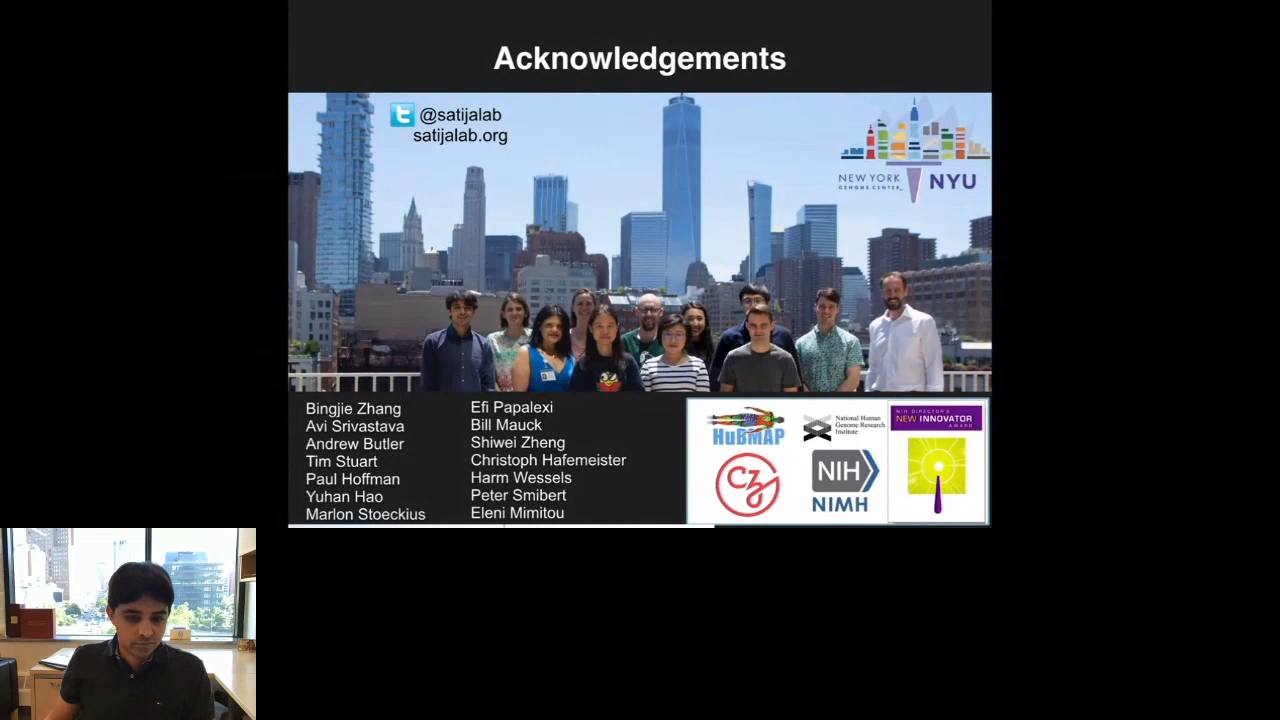 Acknowledgements
@satijalab
satijalab.org
NEW YORK
GENOME CENTER_
NYU
Bingjie Zhang
Avi Srivastava
Andrew Butler
Tim Stuart
Paul Hoffman
Yuhan Hao
Marlon Stoeckius
Efi Papalexi
Bill Mauck
Shiwei Zheng
Christoph Hafemeister
Harm Wessels
Peter Smibert
Eleni Mimitou
HuBMAP
National Human
Genome Research
Institute
NIH DIRECTOR'S
NEW INNOVATOR
AWARD
CZ
NIH
NIMH